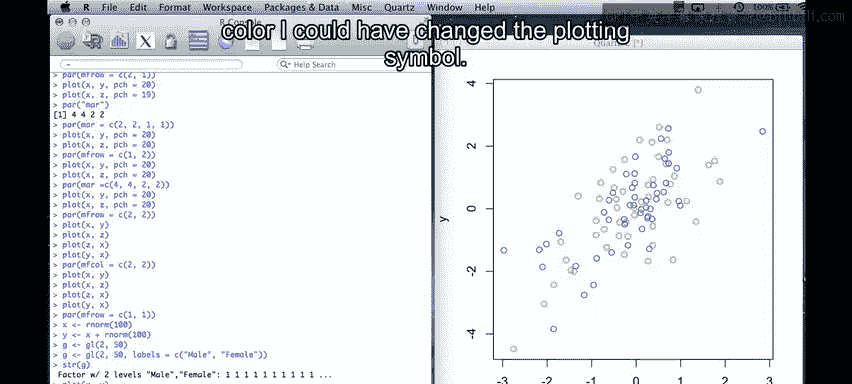 R File Edit Format Workspace Packages & Data Misc Quartz Window Help
100%
R Console
color I could have changed the plotting
symbol.
Help Search
> par(mfrow = c(2, 1))
> plot(x, y, pch = 20)
> plot(x, z, pch = 19)
> par("mar")
[1] 4 4 2 2
> par(mar = c(2, 2, 1, 1))
> plot(x, y, pch = 20)
> plot(x, z, pch = 20)
> par(mfrow = c(1, 2))
> plot(x, y, pch = 20)
> plot(x, z, pch = 20)
> par(mar =c(4, 4, 2, 2))
> plot(x, y, pch = 20)
> plot(x, z, pch = 20)
> par(mfrow = c(2, 2))
> plot(x, y)
> plot(x, z)
> plot(z, x)
> plot(y, x)
> par(mfcol = c(2, 2))
> plot(x, y)
> plot(x, z)
> plot(z, x)
> plot(y, x)
> par(mfrow = c(1, 1))
> x <- rnorm(100)
> y <- x + rnorm(100)
> g <- gl(2, 50)
> g <- gl(2, 50, labels = c("Male", "Female"))
> str(g)
Factor w/ 2 levels "Male","Female": 1 1 1 1 1 1 1 1 1 1 ...
y
4
2
0
-2
-4
-3 -2 -1 0 1 2 3